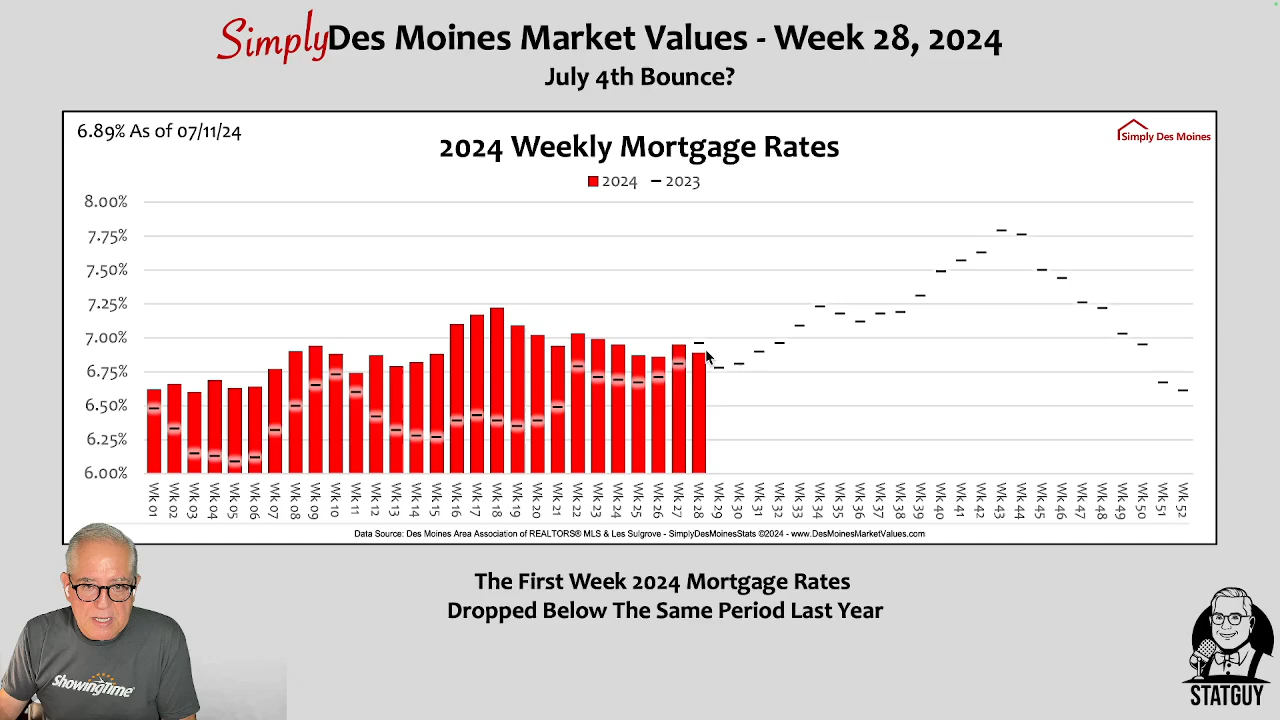 Simply Des Moines Market Values - Week 28, 2024
July 4th Bounce?
6.89% As of 07/11/24
Simply Des Moines
2024 Weekly Mortgage Rates
2024 2023
8.00%
7.75%
7.50%
7.25%
7.00%
6.75%
6.50%
6.25%
6.00%
Wk 01 Wk 02 Wk 03 Wk 04 Wk 05 Wk 06 Wk 07 Wk 08 Wk 09 Wk 10 Wk 11 Wk 12 Wk 13 Wk 14 Wk 15 Wk 16 Wk 17 Wk 18 Wk 19 Wk 20 Wk 21 Wk 22 Wk 23 Wk 24 Wk 25 Wk 26 Wk 27 Wk 28 Wk 29 Wk 30 Wk 31 Wk 32 Wk 33 Wk 34 Wk 35 Wk 36 Wk 37 Wk 38 Wk 39 Wk 40 Wk 41 Wk 42 Wk 43 Wk 44 Wk 45 Wk 46 Wk 47 Wk 48 Wk 49 Wk 50 Wk 51 Wk 52
Data Source: Des Moines Area Association of REALTORS® MLS & Les Sulgrove - SimplyDesMoinesStats ©2024 - www.DesMoinesMarketValues.com
The First Week 2024 Mortgage Rates
Dropped Below The Same Period Last Year
ShowingTime
STATGUY